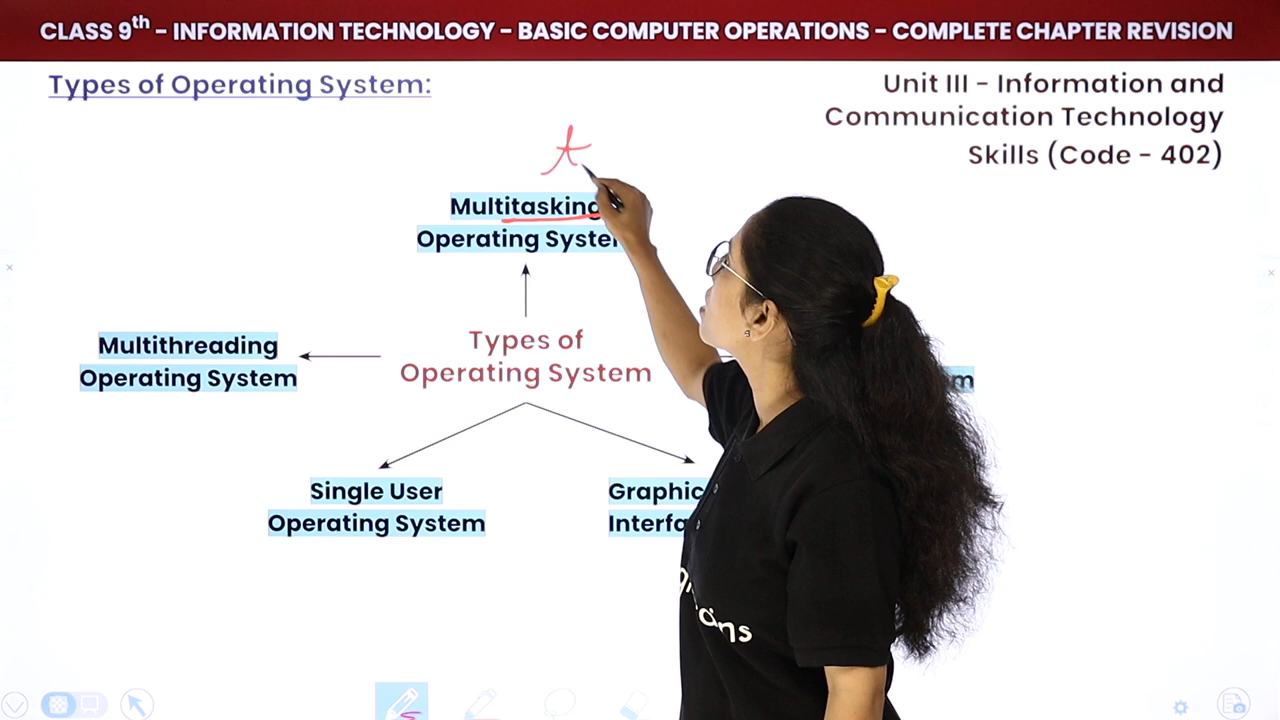 CLASS 9th - INFORMATION TECHNOLOGY - BASIC COMPUTER OPERATIONS - COMPLETE CHAPTER REVISION
Types of Operating System:
Unit III - Information and
Communication Technology
Skills (Code - 402)
t
Multitasking
Operating
Multithreading
Operating System
Types of
Operating System
Single User
Operating System